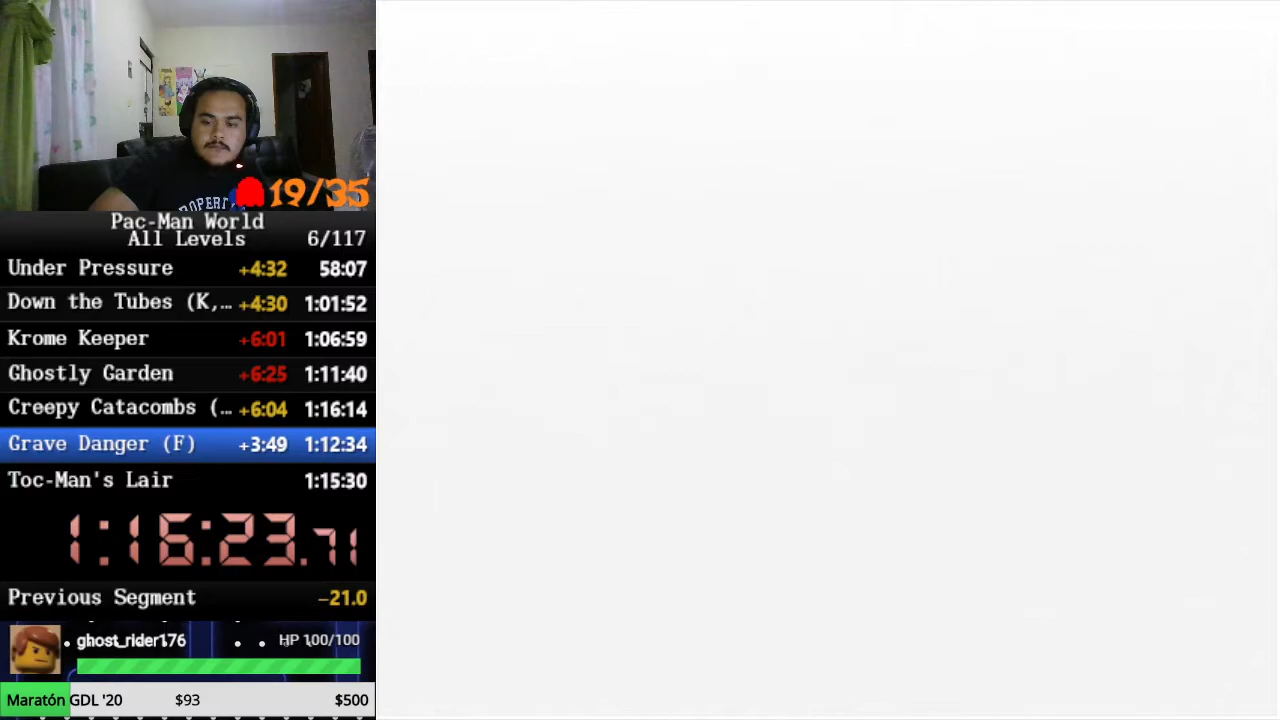 PROPERTY
19/35
Pac-Man World
All Levels 6/117
Under Pressure +4:32 58:07
Down the Tubes (K,… +4:30 1:01:52
Krome Keeper +6:01 1:06:59
Ghostly Garden +6:25 1:11:40
Creepy Catacombs (… +6:04 1:16:14
Grave Danger (F) +3:49 1:12:34
Toc-Man's Lair 1:15:30
1:16:23.71
Previous Segment −21.0
ghost_rider176 HP 100/100
Maratón GDL '20 $93 $500